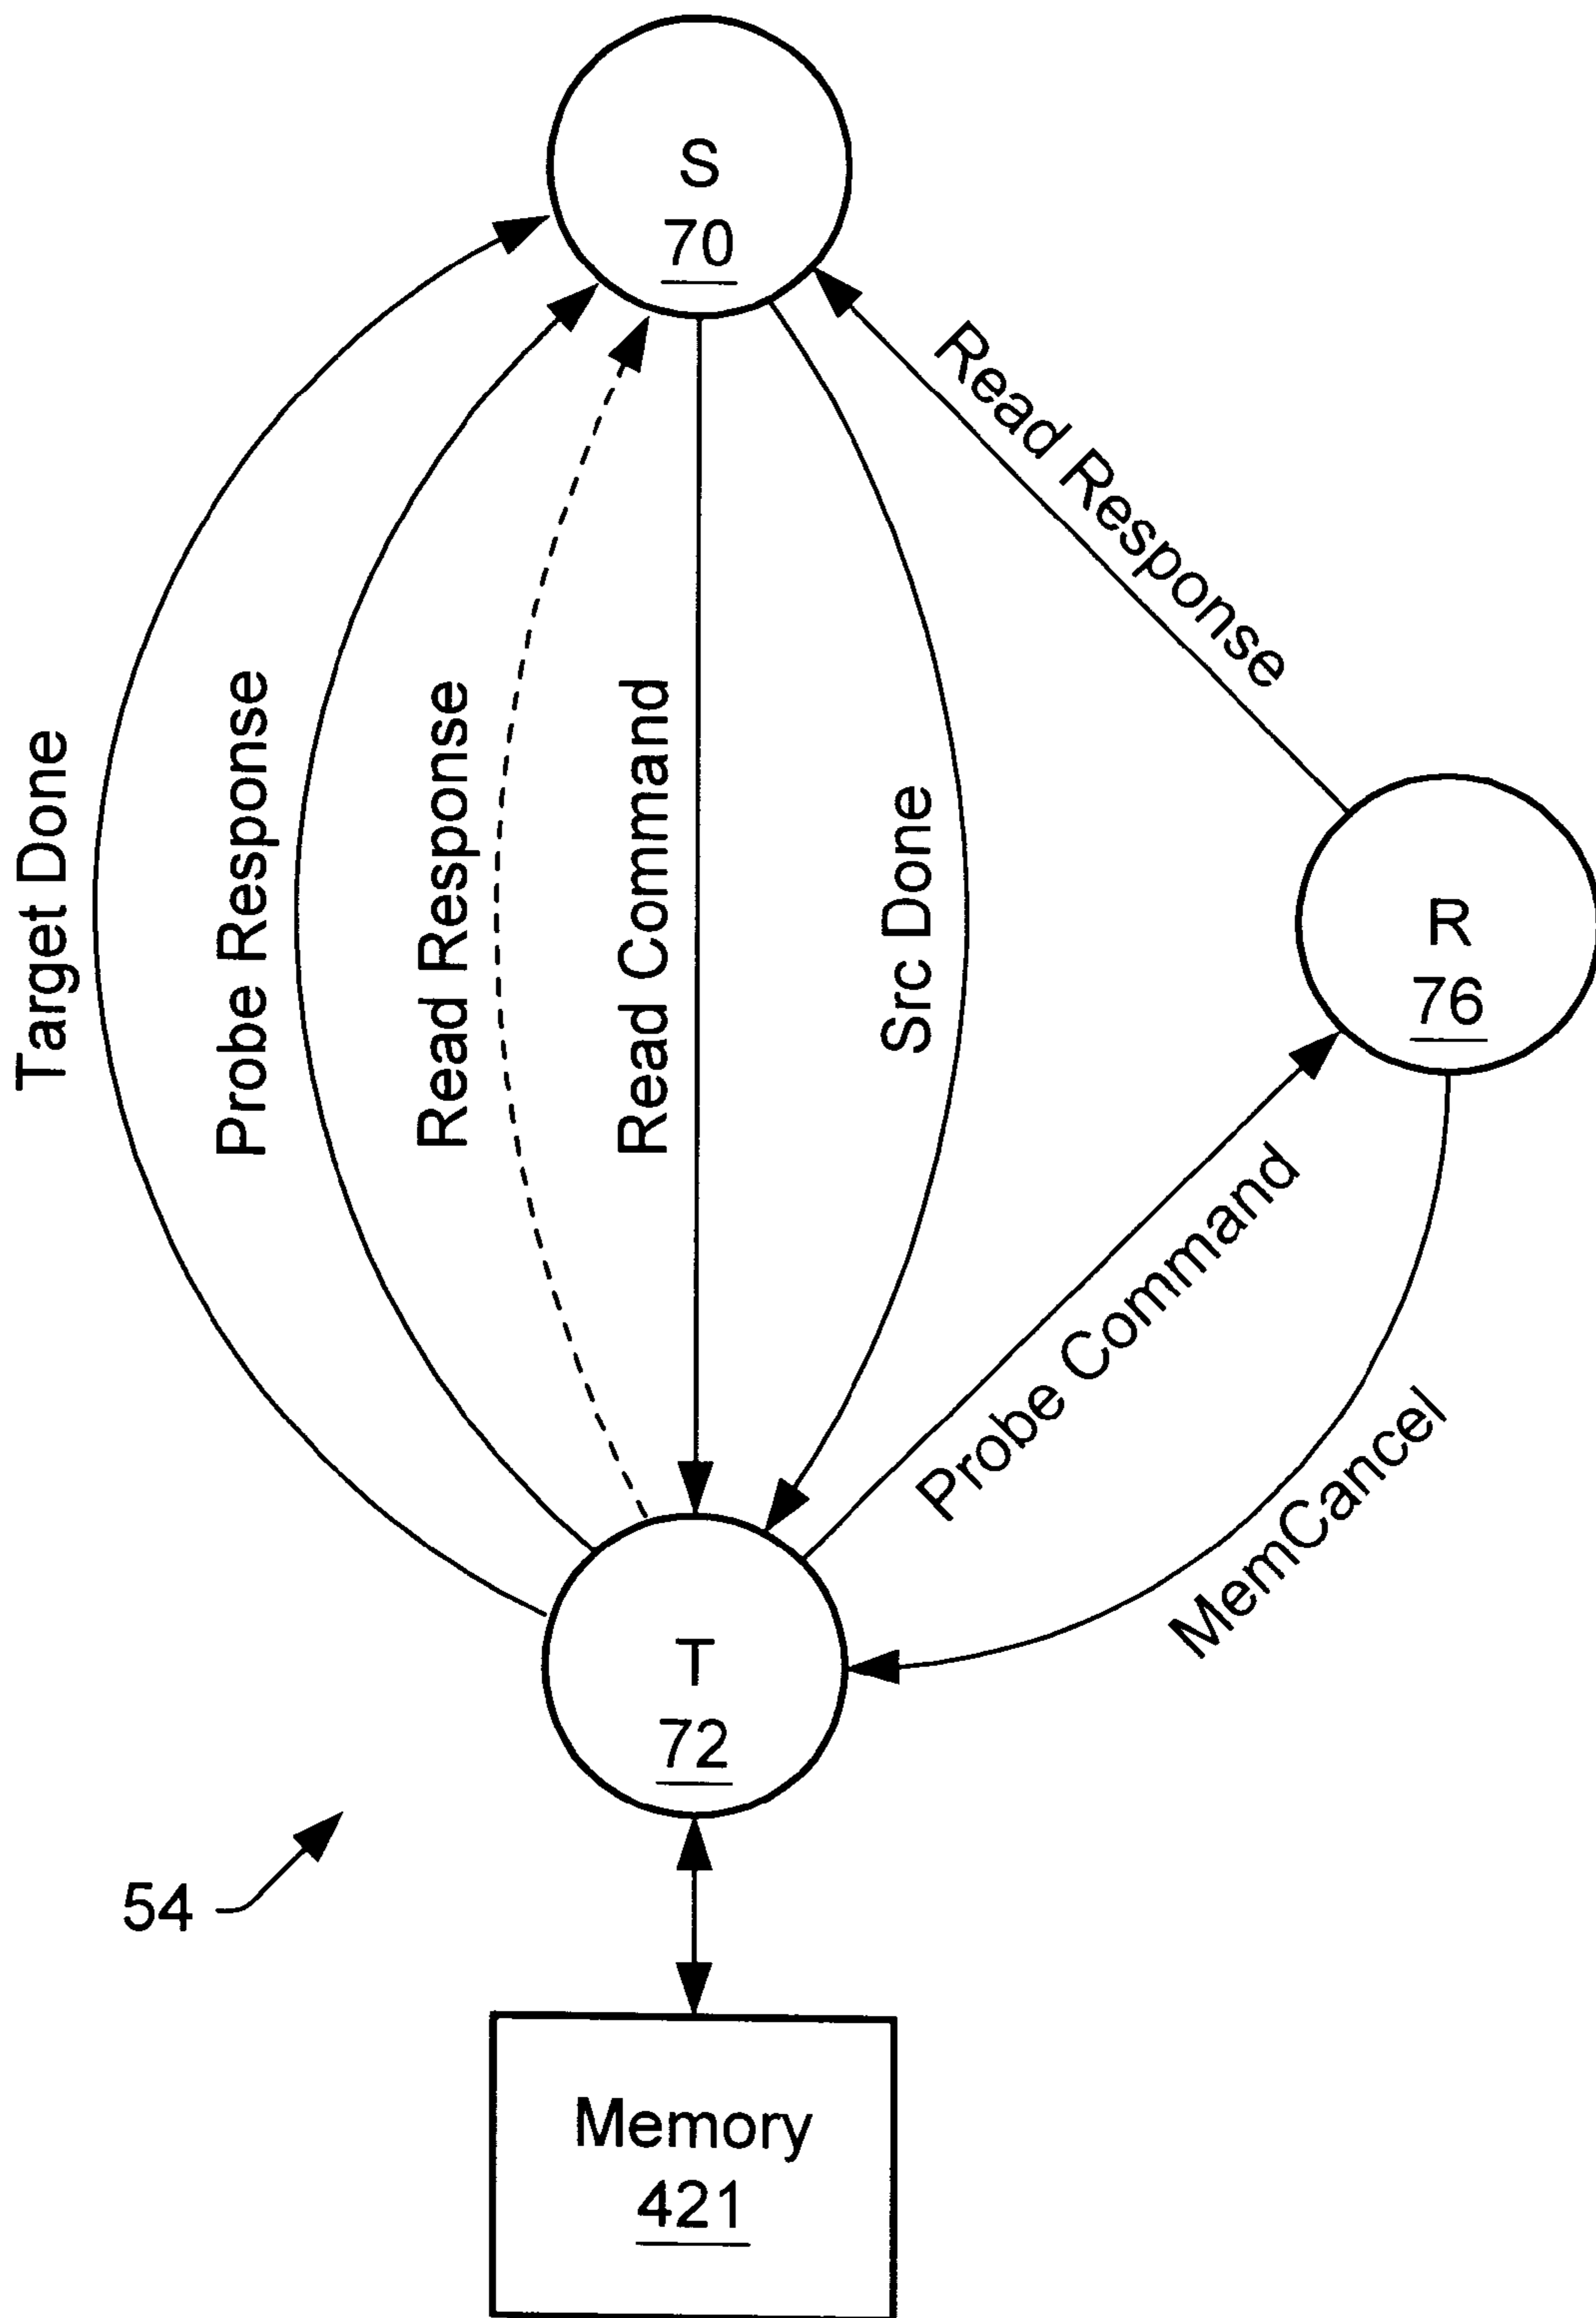 S
70
Read Response
Target Done
Probe Response
Read Response
Read Command
Src Done
R
76
Probe Command
MemCancel
T
72
54
Memory
421